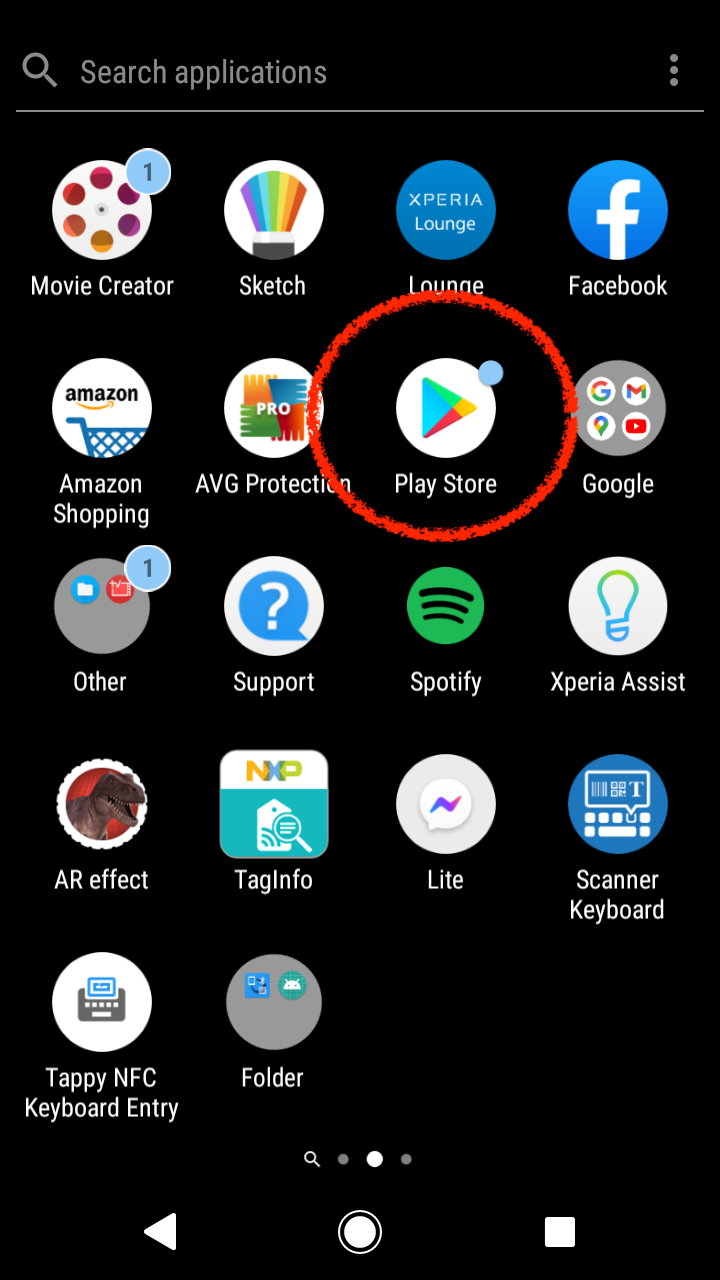 Search applications
1
XPERIA
Lounge
Movie Creator
Sketch
Lounge
Facebook
amazon
PRO
Amazon
Shopping
AVG Protection
Play Store
Google
1
Other
Support
Spotify
Xperia Assist
NXP
T
AR effect
TagInfo
Lite
Scanner
Keyboard
Tappy NFC
Keyboard Entry
Folder